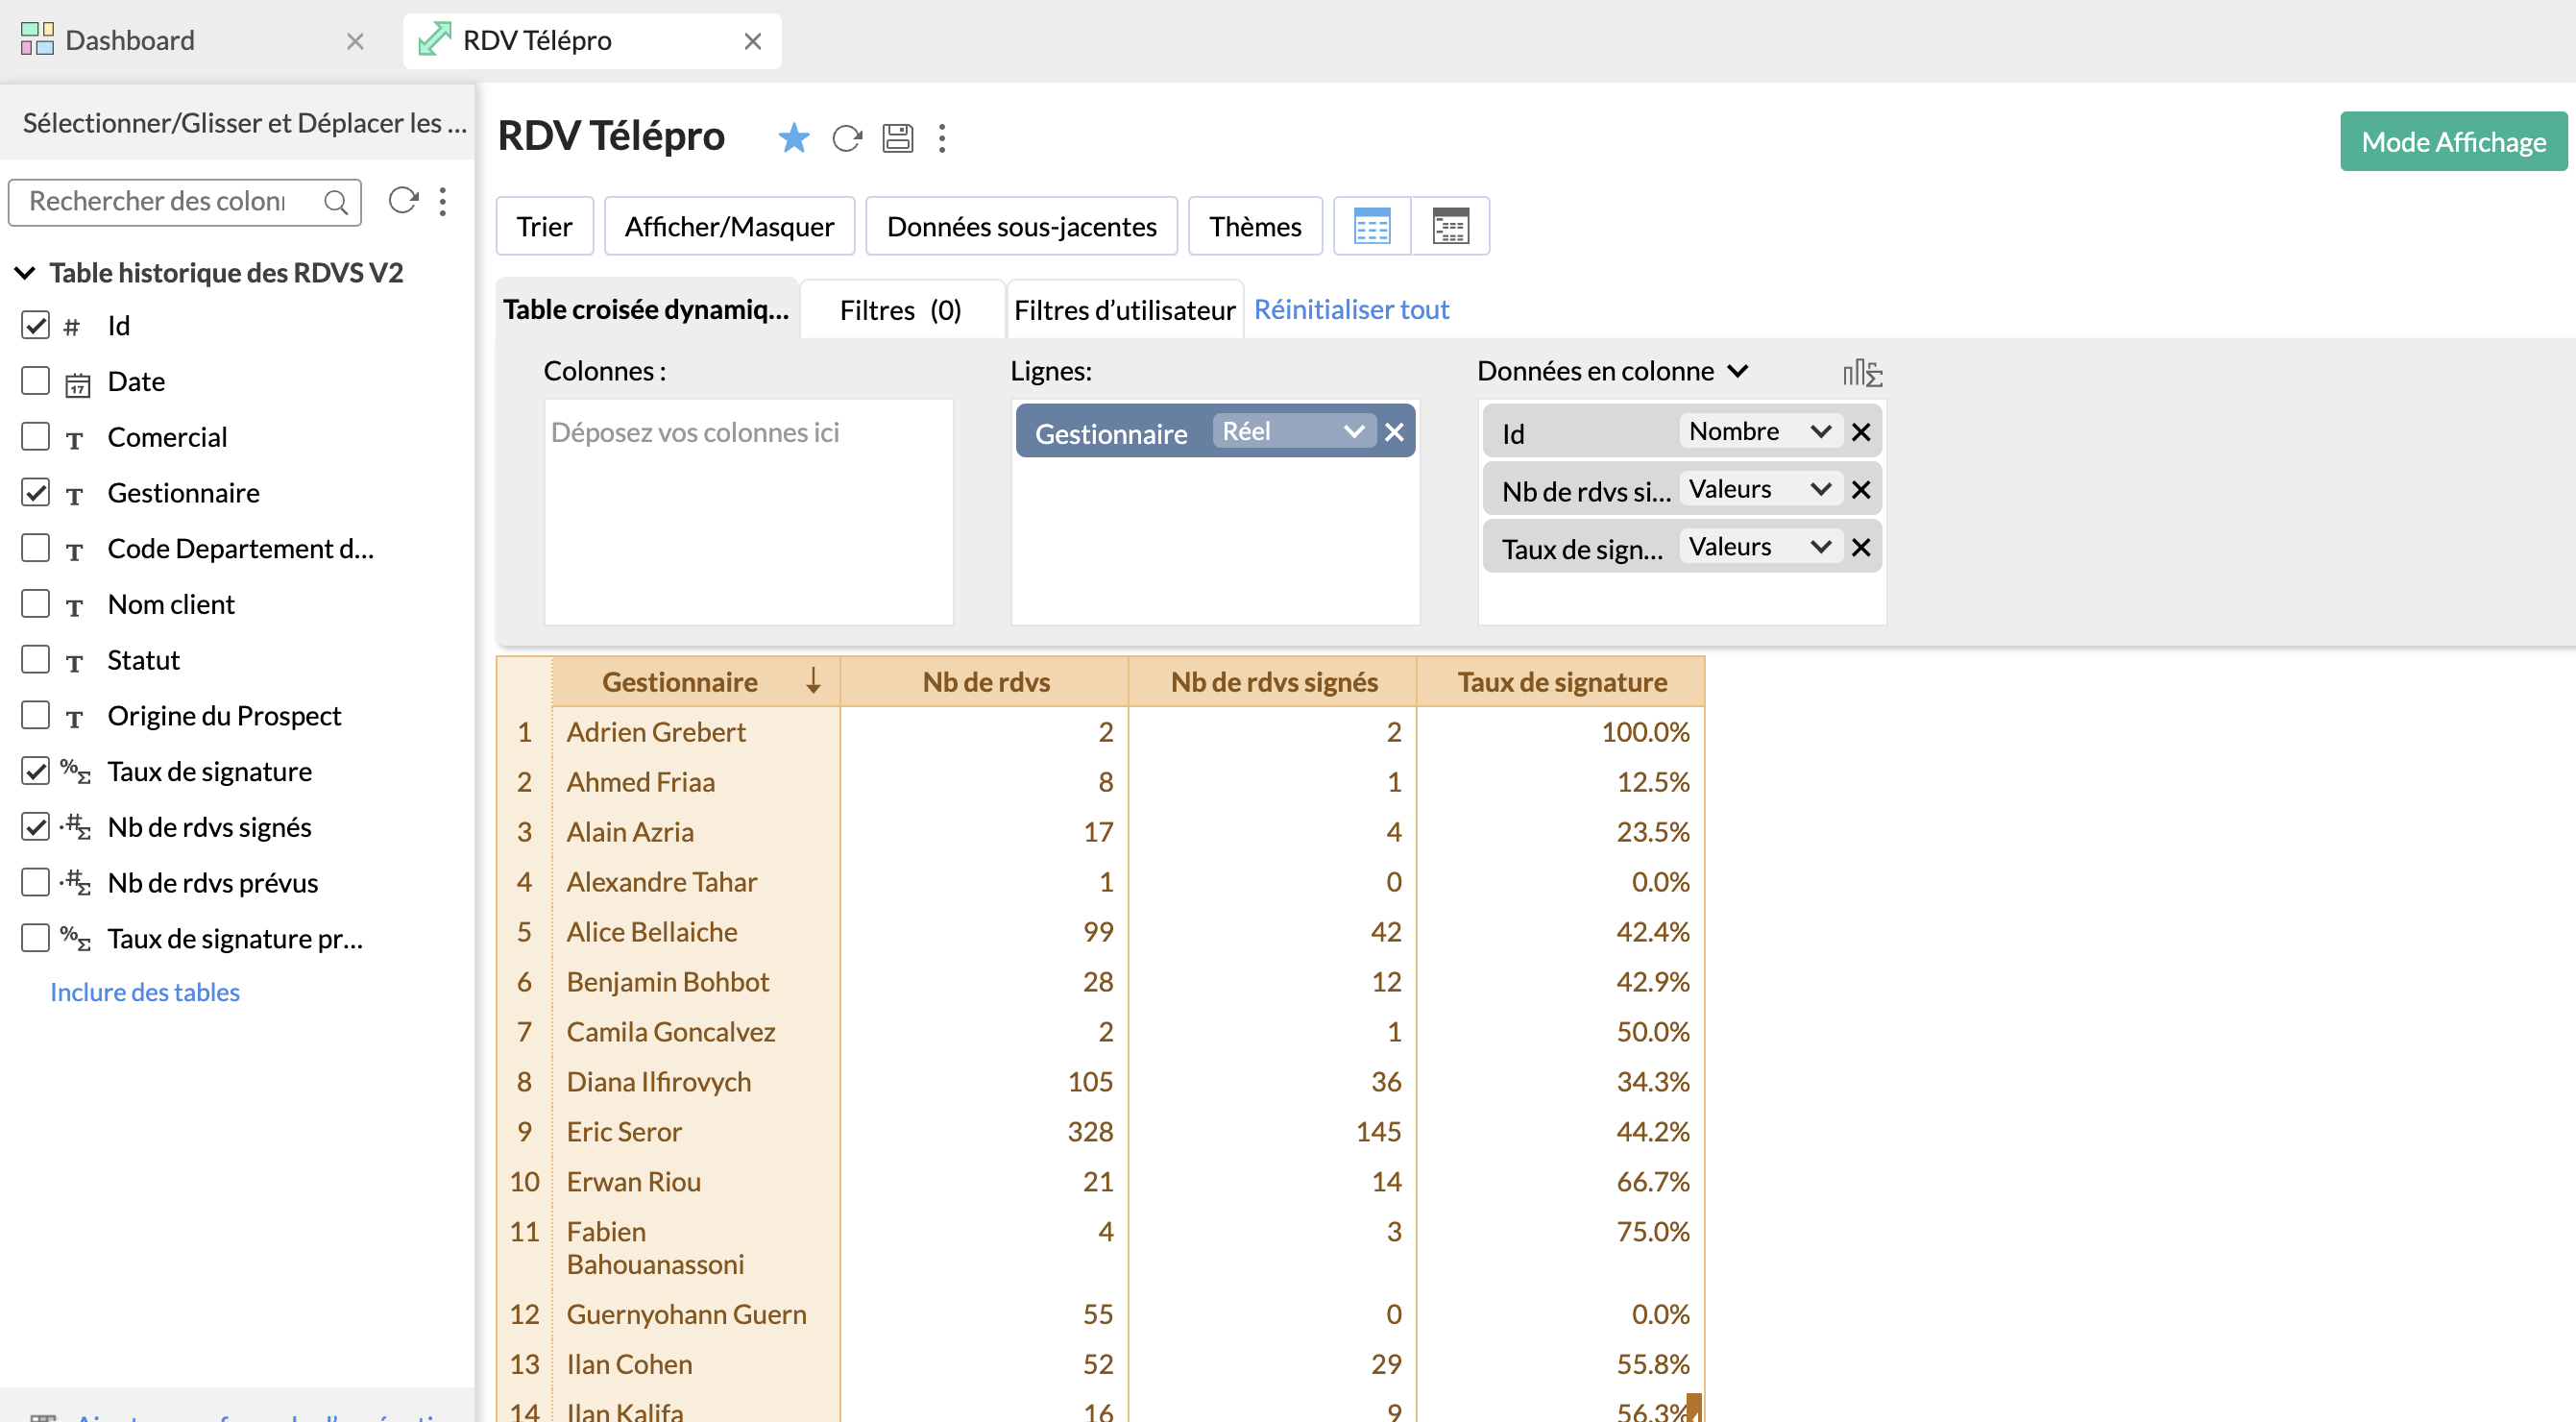 Dashboard
RDV Télépro
Sélectionner/Glisser et Déplacer les ...
Rechercher des colon
Table historique des RDVS V2
# Id
17 Date
T Comercial
T Gestionnaire
T Code Departement d...
T Nom client
T Statut
T Origine du Prospect
%Σ Taux de signature
.#Σ Nb de rdvs signés
.#Σ Nb de rdvs prévus
%Σ Taux de signature pr...
Inclure des tables
RDV Télépro
Mode Affichage
Trier Afficher/Masquer Données sous-jacentes Thèmes
Table croisée dynamiq... Filtres (0) Filtres d’utilisateur Réinitialiser tout
Colonnes : Lignes: Données en colonne
Déposez vos colonnes ici
Gestionnaire Réel
Id Nombre
Nb de rdvs si... Valeurs
Taux de sign... Valeurs
Gestionnaire Nb de rdvs Nb de rdvs signés Taux de signature
1 Adrien Grebert 2 2 100.0%
2 Ahmed Friaa 8 1 12.5%
3 Alain Azria 17 4 23.5%
4 Alexandre Tahar 1 0 0.0%
5 Alice Bellaiche 99 42 42.4%
6 Benjamin Bohbot 28 12 42.9%
7 Camila Goncalvez 2 1 50.0%
8 Diana Ilfirovych 105 36 34.3%
9 Eric Seror 328 145 44.2%
10 Erwan Riou 21 14 66.7%
11 Fabien 4 3 75.0%
Bahouanassoni
12 Guernyohann Guern 55 0 0.0%
13 Ilan Cohen 52 29 55.8%
14 Ilan Kalifa 16 9 56.3%